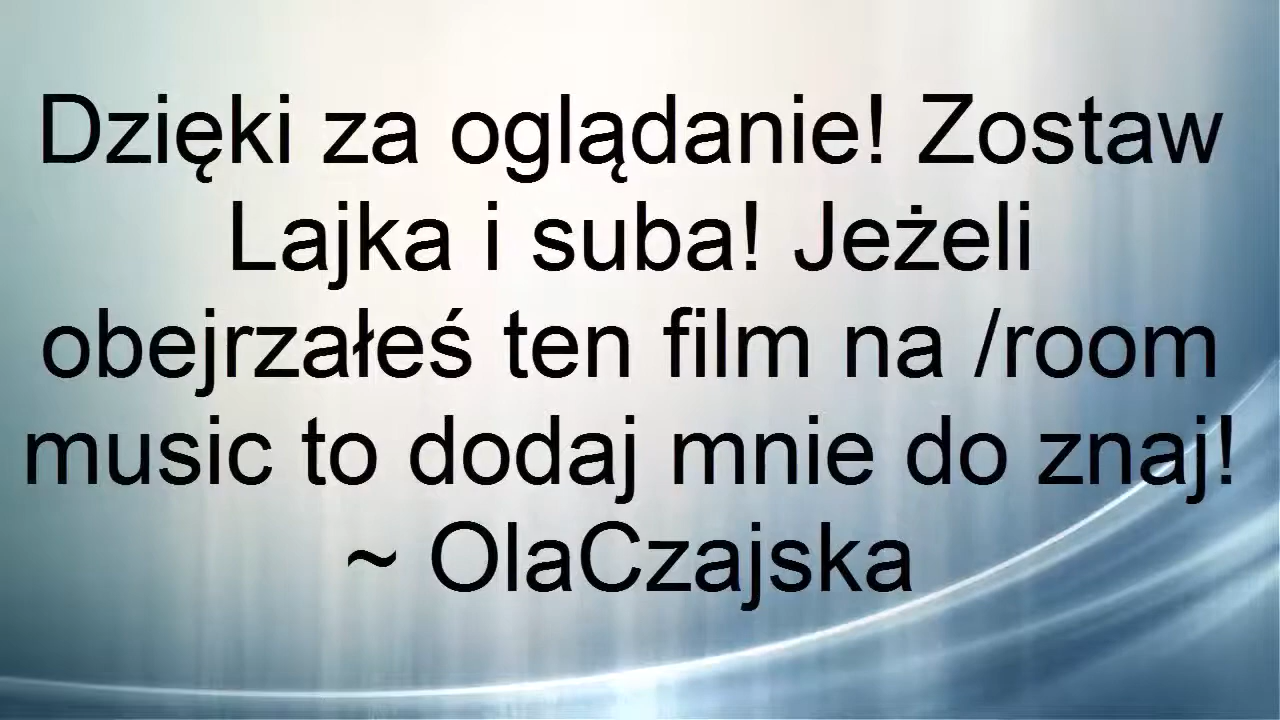 Dzięki za oglądanie! Zostaw
Lajka i suba! Jeżeli
obejrzałeś ten film na /room
music to dodaj mnie do znaj!
~ OlaCzajska